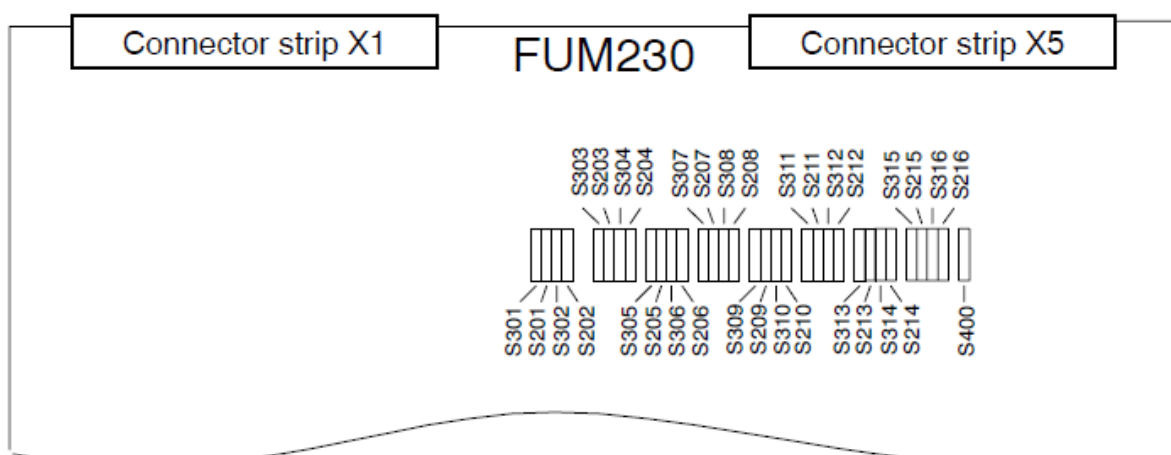 Connector strip X1
FUM230
Connector strip X5
S303
S203
S304
S204
S307
S207
S308
S208
S311
S211
S312
S212
S315
S215
S316
S216
S301
S201
S302
S202
S305
S205
S306
S206
S309
S209
S310
S210
S313
S213
S314
S214
S400